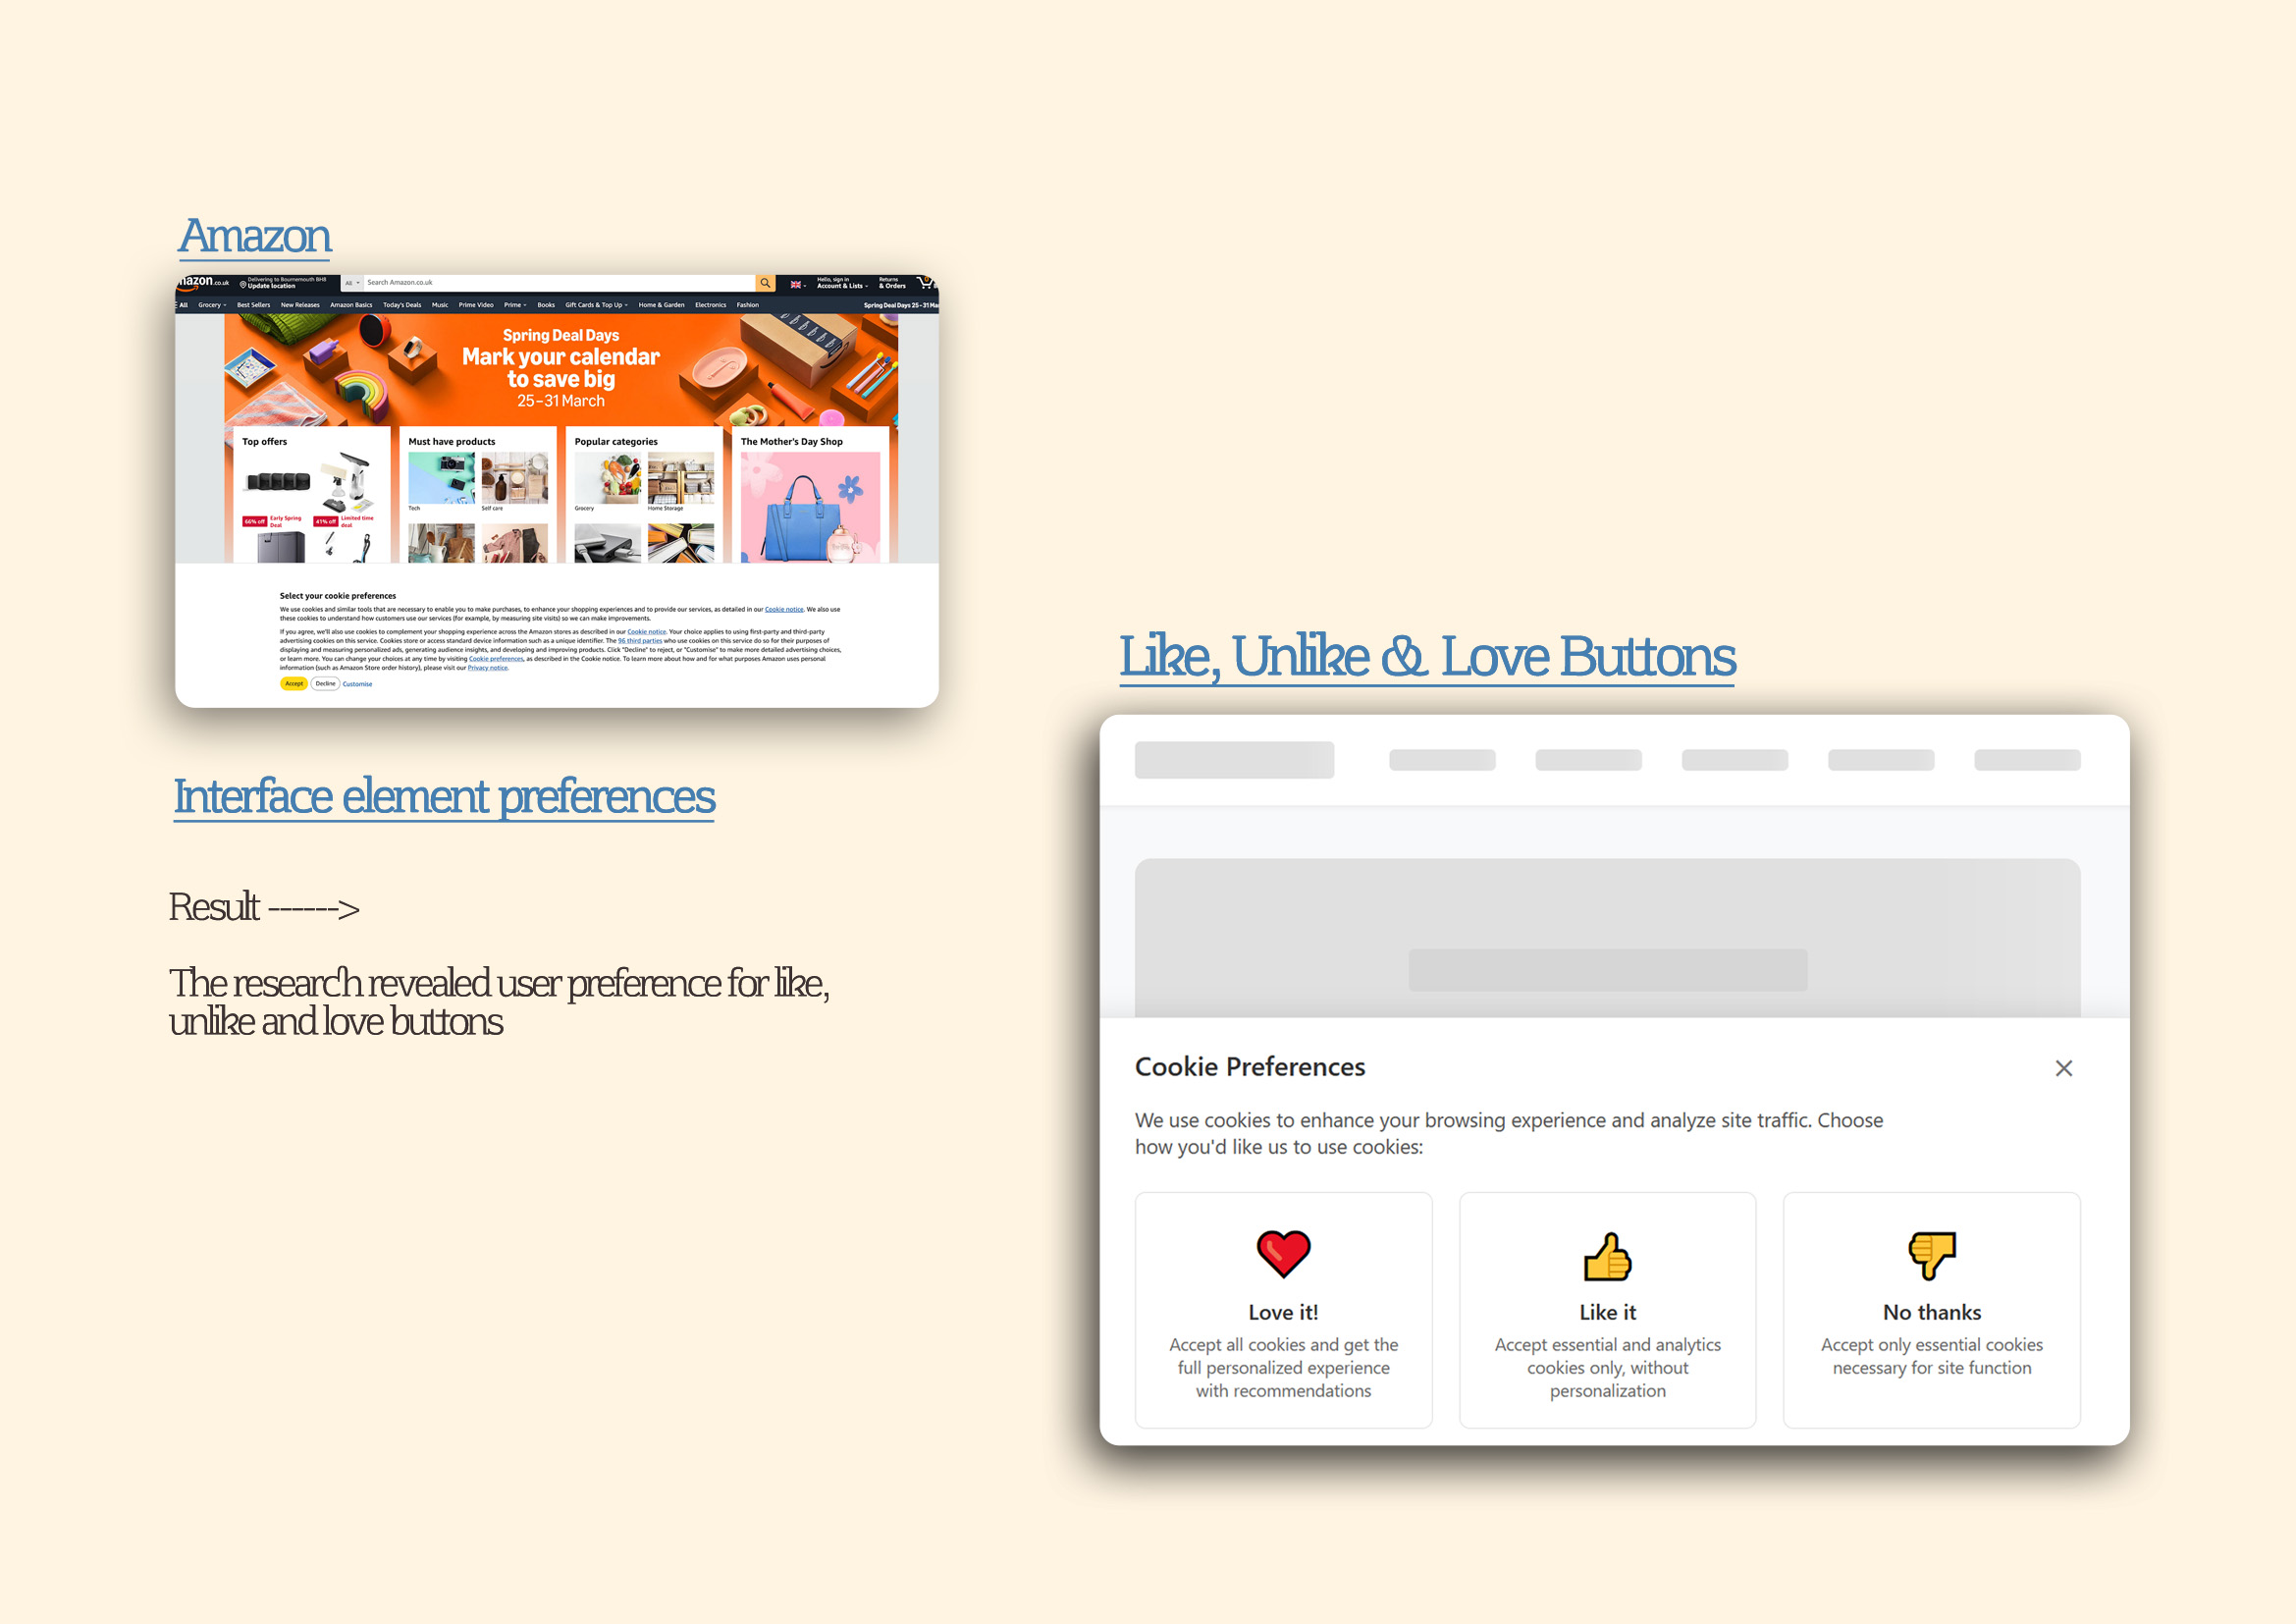 Amazon
mazon.co.uk
Delivering to Bournemouth BH8
Update location
All
Search Amazon.co.uk
Hello, sign in
Account & Lists
Returns
& Orders
All Grocery Best Sellers New Releases Amazon Basics Today's Deals Music Prime Video Prime Books Gift Cards & Top Up Home & Garden Electronics Fashion Spring Deal Days 25-31 Mar
Spring Deal Days
Mark your calendar
to save big
25-31 March
Top offers
66% off Early Spring
Deal
41% off Limited time
deal
Must have products
Tech Self care
Popular categories
Grocery Home Storage
The Mother's Day Shop
Select your cookie preferences
We use cookies and similar tools that are necessary to enable you to make purchases, to enhance your shopping experiences and to provide our services, as detailed in our Cookie notice. We also use
these cookies to understand how customers use our services (for example, by measuring site visits) so we can make improvements.
If you agree, we'll also use cookies to complement your shopping experience across the Amazon stores as described in our Cookie notice. Your choice applies to using first-party and third-party
advertising cookies on this service. Cookies store or access standard device information such as a unique identifier. The 96 third parties who use cookies on this service do so for their purposes of
displaying and measuring personalized ads, generating audience insights, and developing and improving products. Click "Decline" to reject, or "Customise" to make more detailed advertising choices,
or learn more. You can change your choices at any time by visiting Cookie preferences, as described in the Cookie notice. To learn more about how and for what purposes Amazon uses personal
information (such as Amazon Store order history), please visit our Privacy notice.
Accept Decline Customise
Interface element preferences
Result ------>
The research revealed user preference for like,
unlike and love buttons
Like, Unlike & Love Buttons
Cookie Preferences
We use cookies to enhance your browsing experience and analyze site traffic. Choose
how you'd like us to use cookies:
Love it!
Accept all cookies and get the
full personalized experience
with recommendations
Like it
Accept essential and analytics
cookies only, without
personalization
No thanks
Accept only essential cookies
necessary for site function